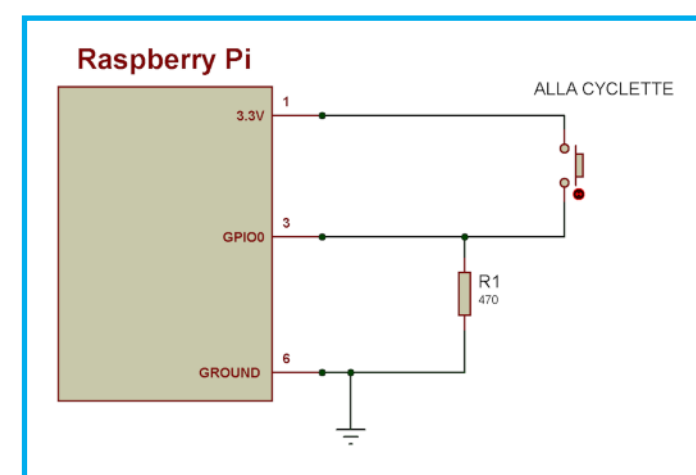 Raspberry Pi
ALLA CYCLETTE
3.3V 1
GPIO0 3
R1
470
GROUND 6